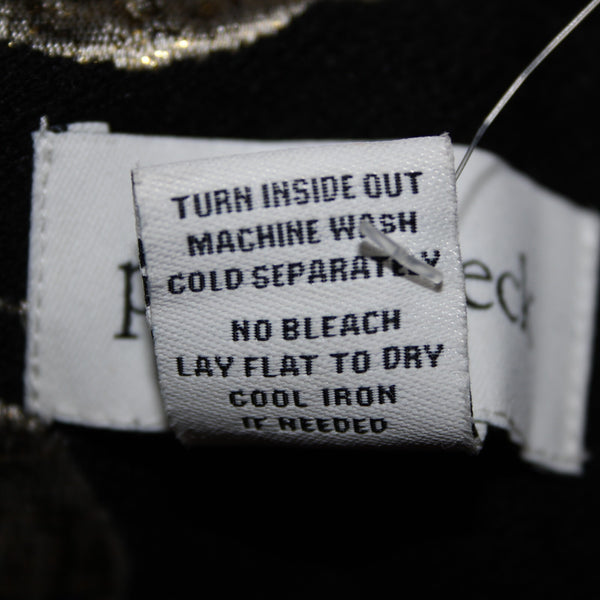 TURN INSIDE OUT
MACHINE WASH
COLD SEPARATELY
NO BLEACH
LAY FLAT TO DRY
COOL IRON
IF NEEDED